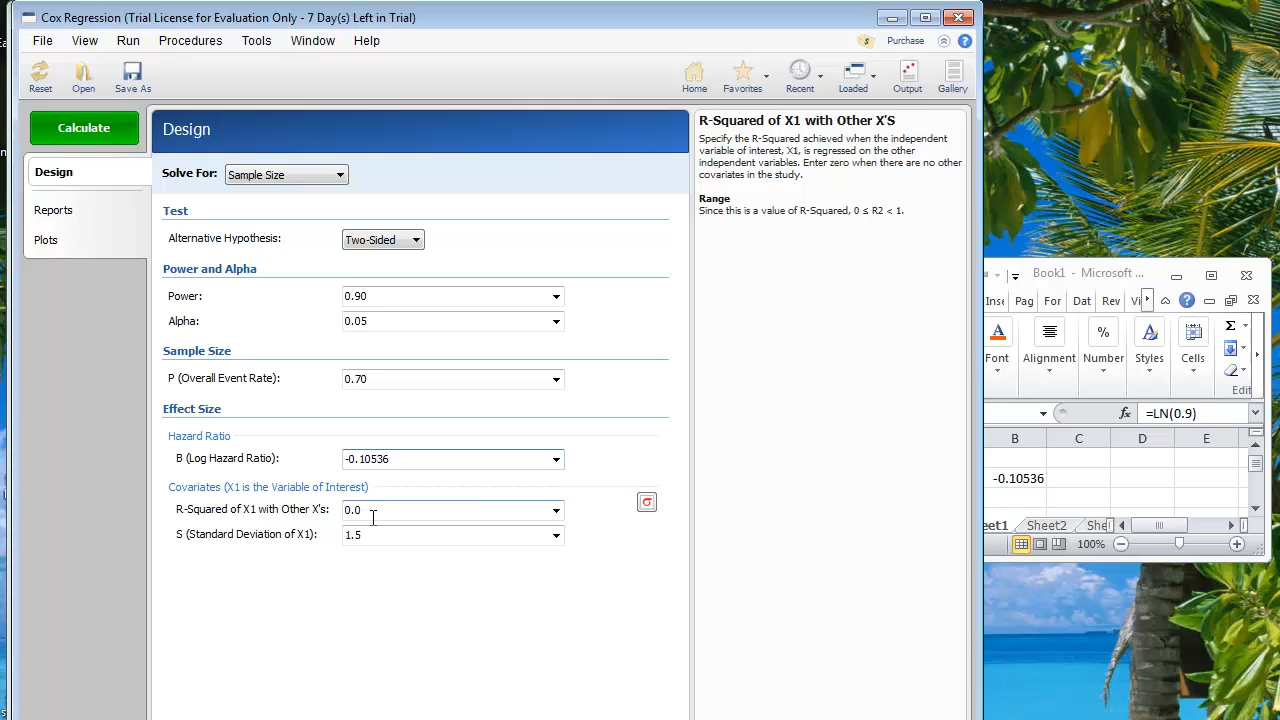 Cox Regression (Trial License for Evaluation Only - 7 Day(s) Left in Trial)
File View Run Procedures Tools Window Help
Purchase
Reset Open Save As
Home Favorites Recent Loaded Output Gallery
Calculate
Design
Reports
Plots
Design
Solve For: Sample Size
Test
Alternative Hypothesis: Two-Sided
Power and Alpha
Power: 0.90
Alpha: 0.05
Sample Size
P (Overall Event Rate): 0.70
Effect Size
Hazard Ratio
B (Log Hazard Ratio): -0.10536
Covariates (X1 is the Variable of Interest)
R-Squared of X1 with Other X's: 0.0
σ
S (Standard Deviation of X1): 1.5
R-Squared of X1 with Other X'S
Specify the R-Squared achieved when the independent
variable of interest, X1, is regressed on the other
independent variables. Enter zero when there are no other
covariates in the study.
Range
Since this is a value of R-Squared, 0 ≤ R2 < 1.
Book1 - Microsoft ...
Inse Pag For Dat Rev Vi
Font Alignment Number Styles Cells
A % A Σ
Edit
fx =LN(0.9)
B C D E
-0.10536
eet1 Sheet2 She
100%